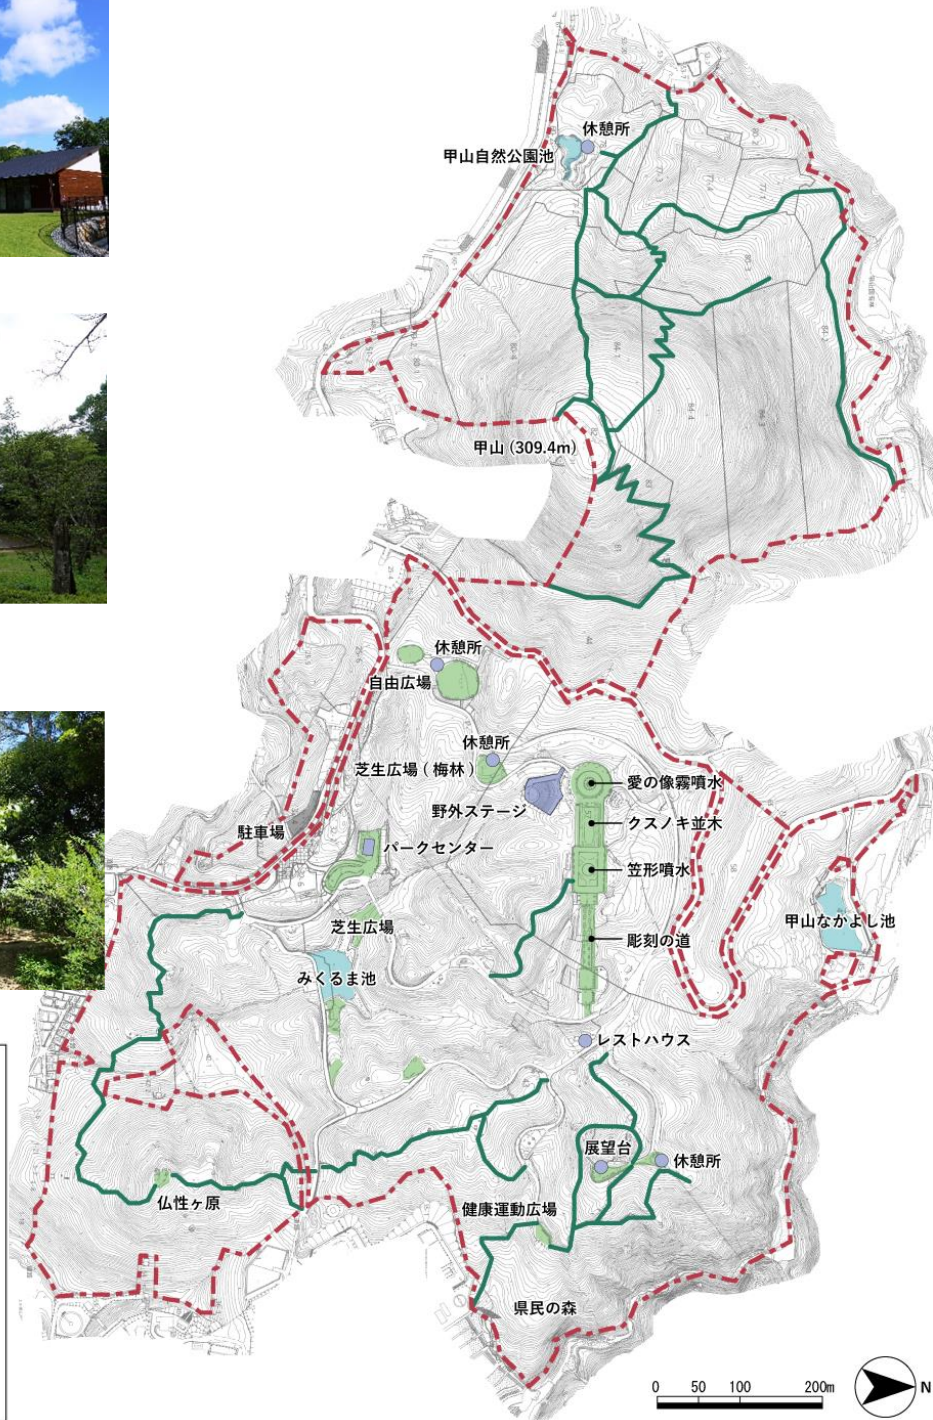 休憩所
甲山自然公園池
甲山 (309.4m)
休憩所
自由広場
休憩所
芝生広場 ( 梅林 )
愛の像霧噴水
野外ステージ
クスノキ並木
駐車場
パークセンター
笠形噴水
甲山なかよし池
芝生広場
彫刻の道
みくるま池
レストハウス
展望台
休憩所
仏性ヶ原
健康運動広場
県民の森
0 50 100 200m
N